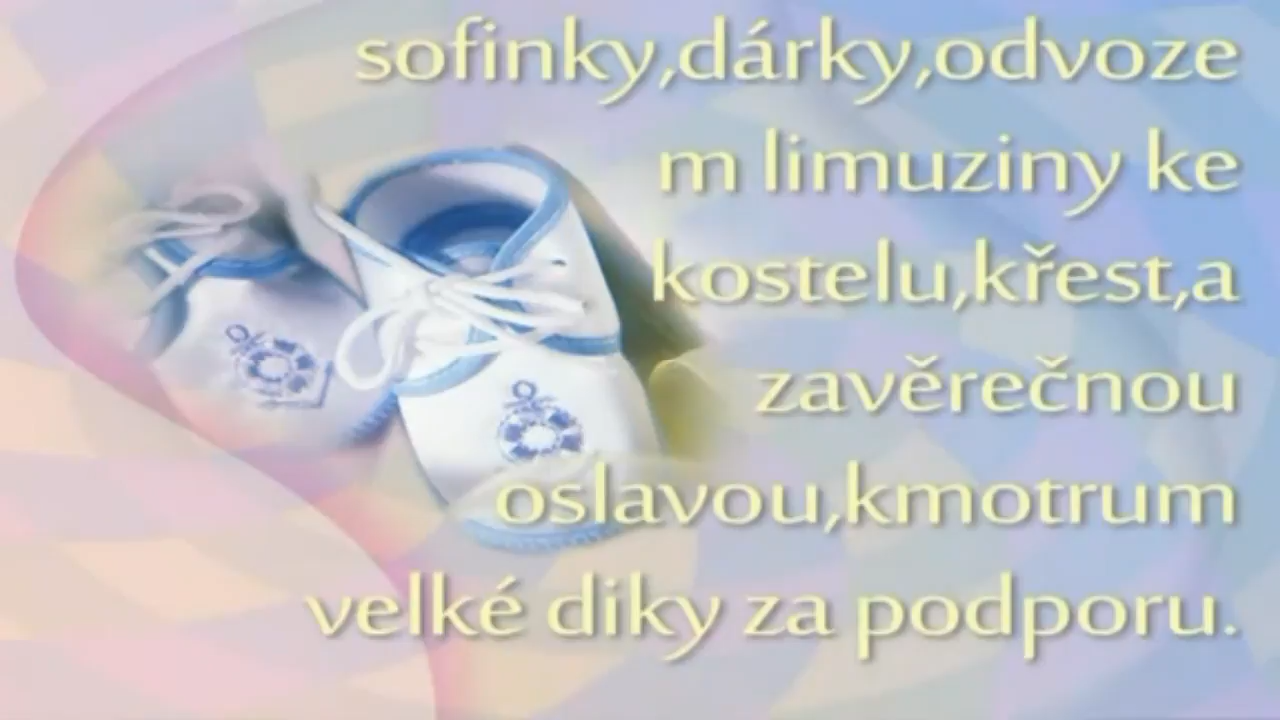 sofinky,dárky,odvoze
m limuziny ke
kostelu,křest,a
zavěrečnou
oslavou,kmotrum
velké diky za podporu.